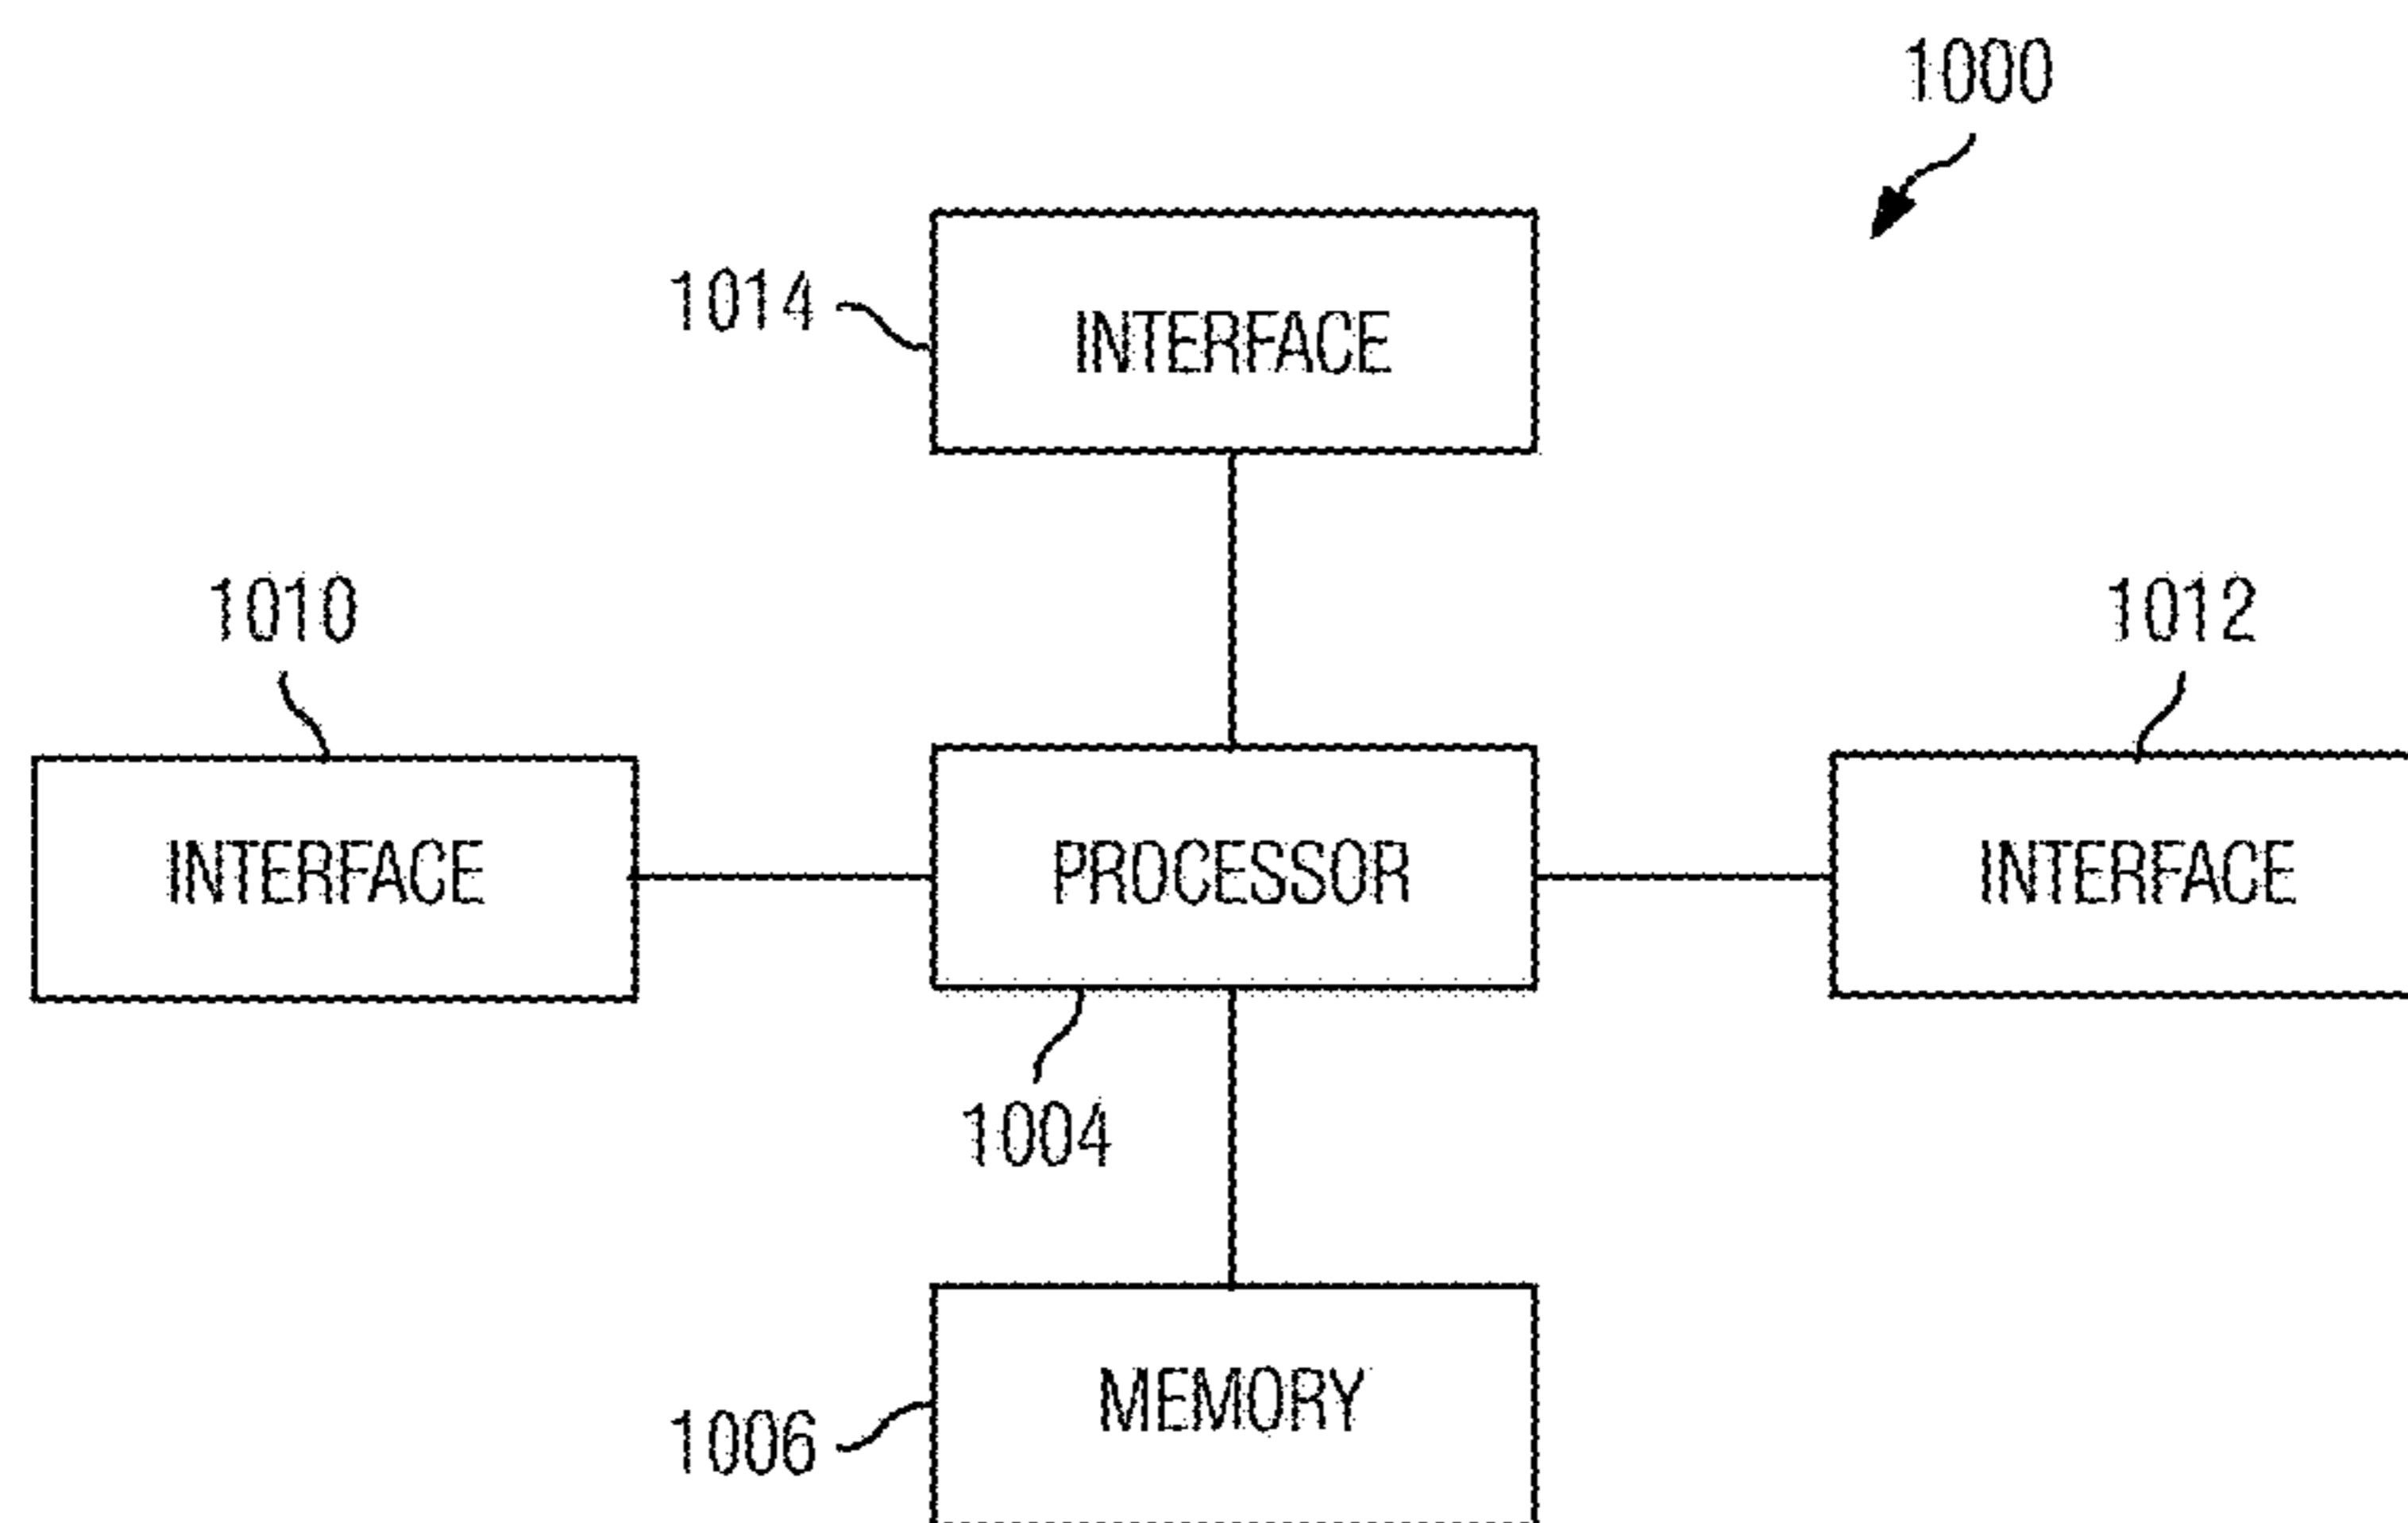 1000
1014
INTERFACE
1010
1012
INTERFACE
PROCESSOR
INTERFACE
1004
MEMORY
1006